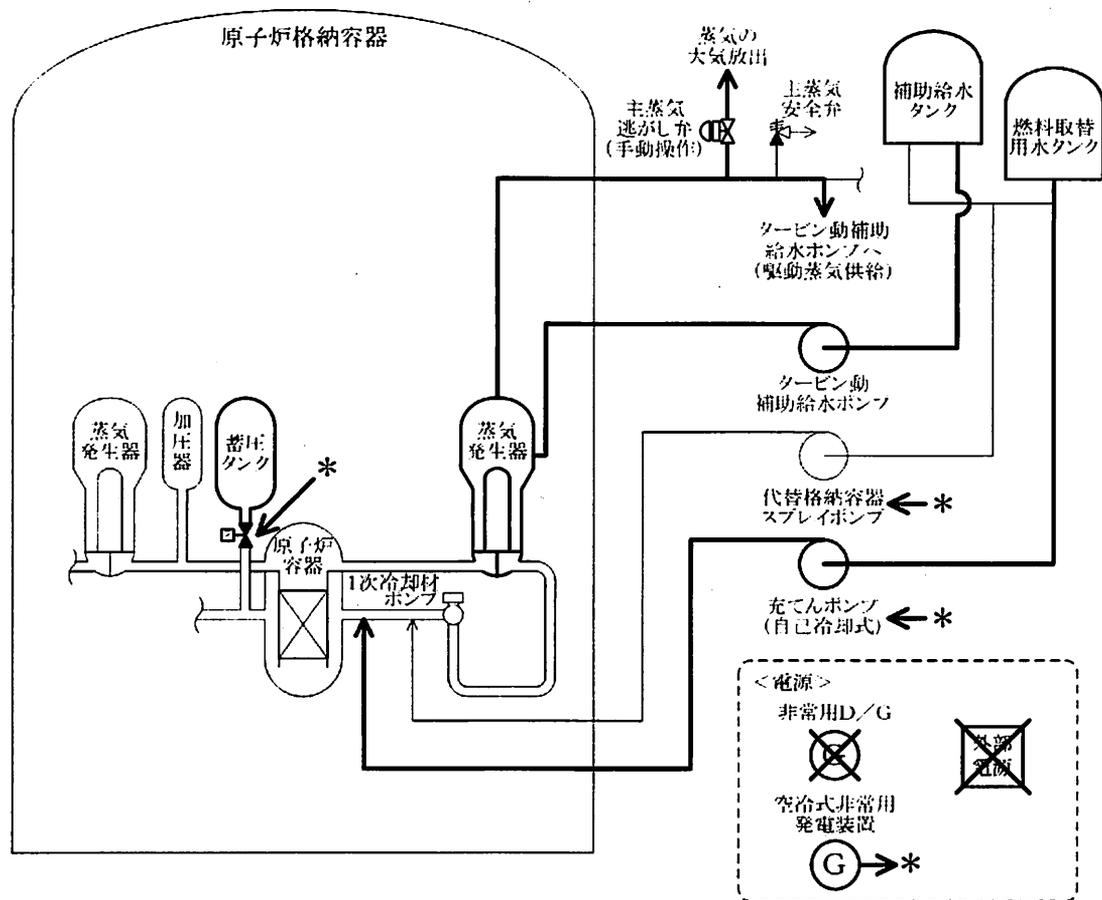 原子炉格納容器
蒸気の
大気放出
主蒸気
逃がし弁
(手動操作)
主蒸気
安全弁
補助給水
タンク
燃料取替
用水タンク
タービン動補助
給水ポンプへ
(駆動蒸気供給)
タービン動
補助給水ポンプ
蒸気
発生器
加
圧
器
蓄圧
タンク
*
蒸気
発生器
代替格納容器
スプレイポンプ
*
原子炉
容器
1次冷却材
ポンプ
充てんポンプ
(自己冷却式)
*
<電源>
非常用D/G
G
外部
電源
空冷式非常用
発電装置
G
*